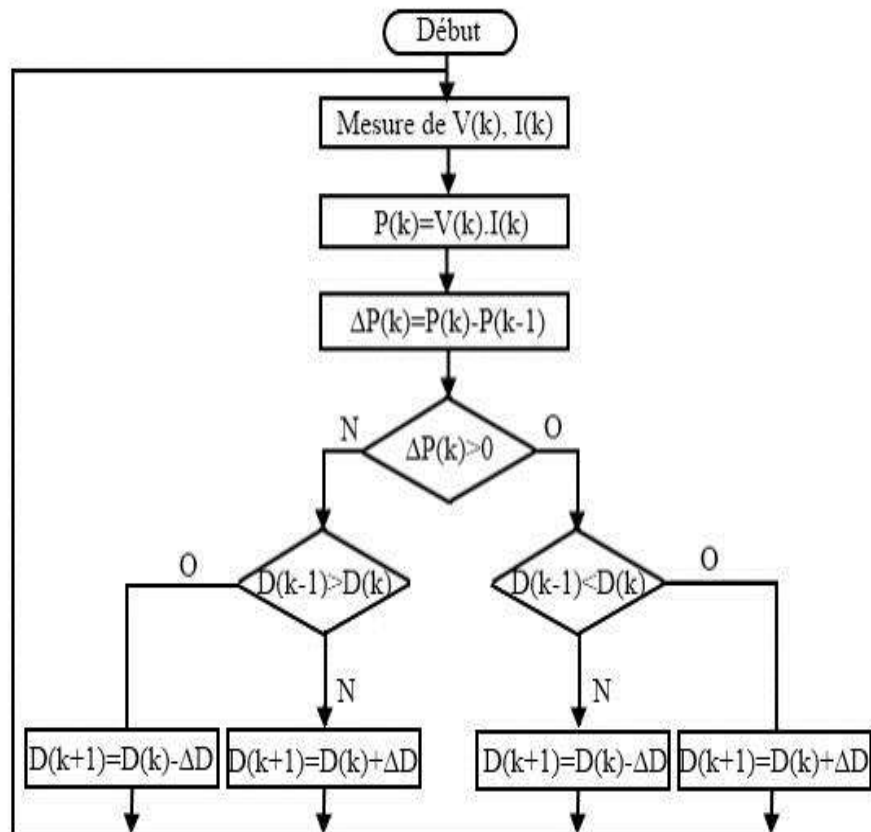 Début
Mesure de V(k), I(k)
P(k)=V(k).I(k)
ΔP(k)=P(k)-P(k-1)
N
O
ΔP(k)>0
O
D(k-1)>D(k)
D(k-1)<D(k)
O
N
N
D(k+1)=D(k)-ΔD
D(k+1)=D(k)+ΔD
D(k+1)=D(k)-ΔD
D(k+1)=D(k)+ΔD